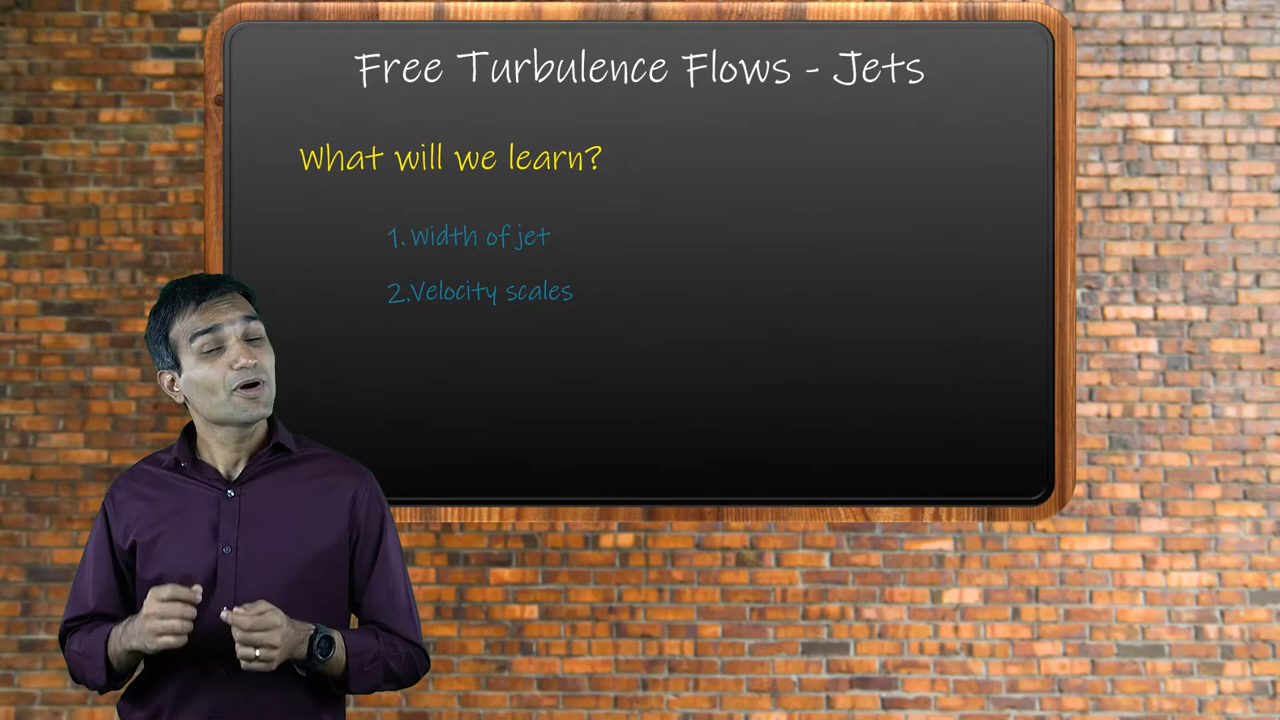 Free Turbulence Flows - Jets
What will we learn?
1. Width of jet
2.Velocity scales